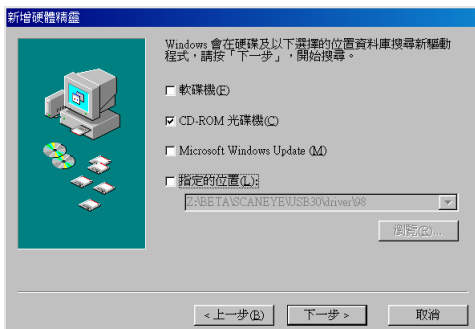 新增硬體精靈
Windows 會在硬碟及以下選擇的位置資料庫搜尋新驅動
程式，請按「下一步」，開始搜尋。
軟碟機(F)
CD-ROM 光碟機(C)
Microsoft Windows Update (M)
指定的位置(L):
Z:\BETA\SCANEYE\USB30\driver\98
瀏覽(R)...
<上一步(B)
下一步 >
取消